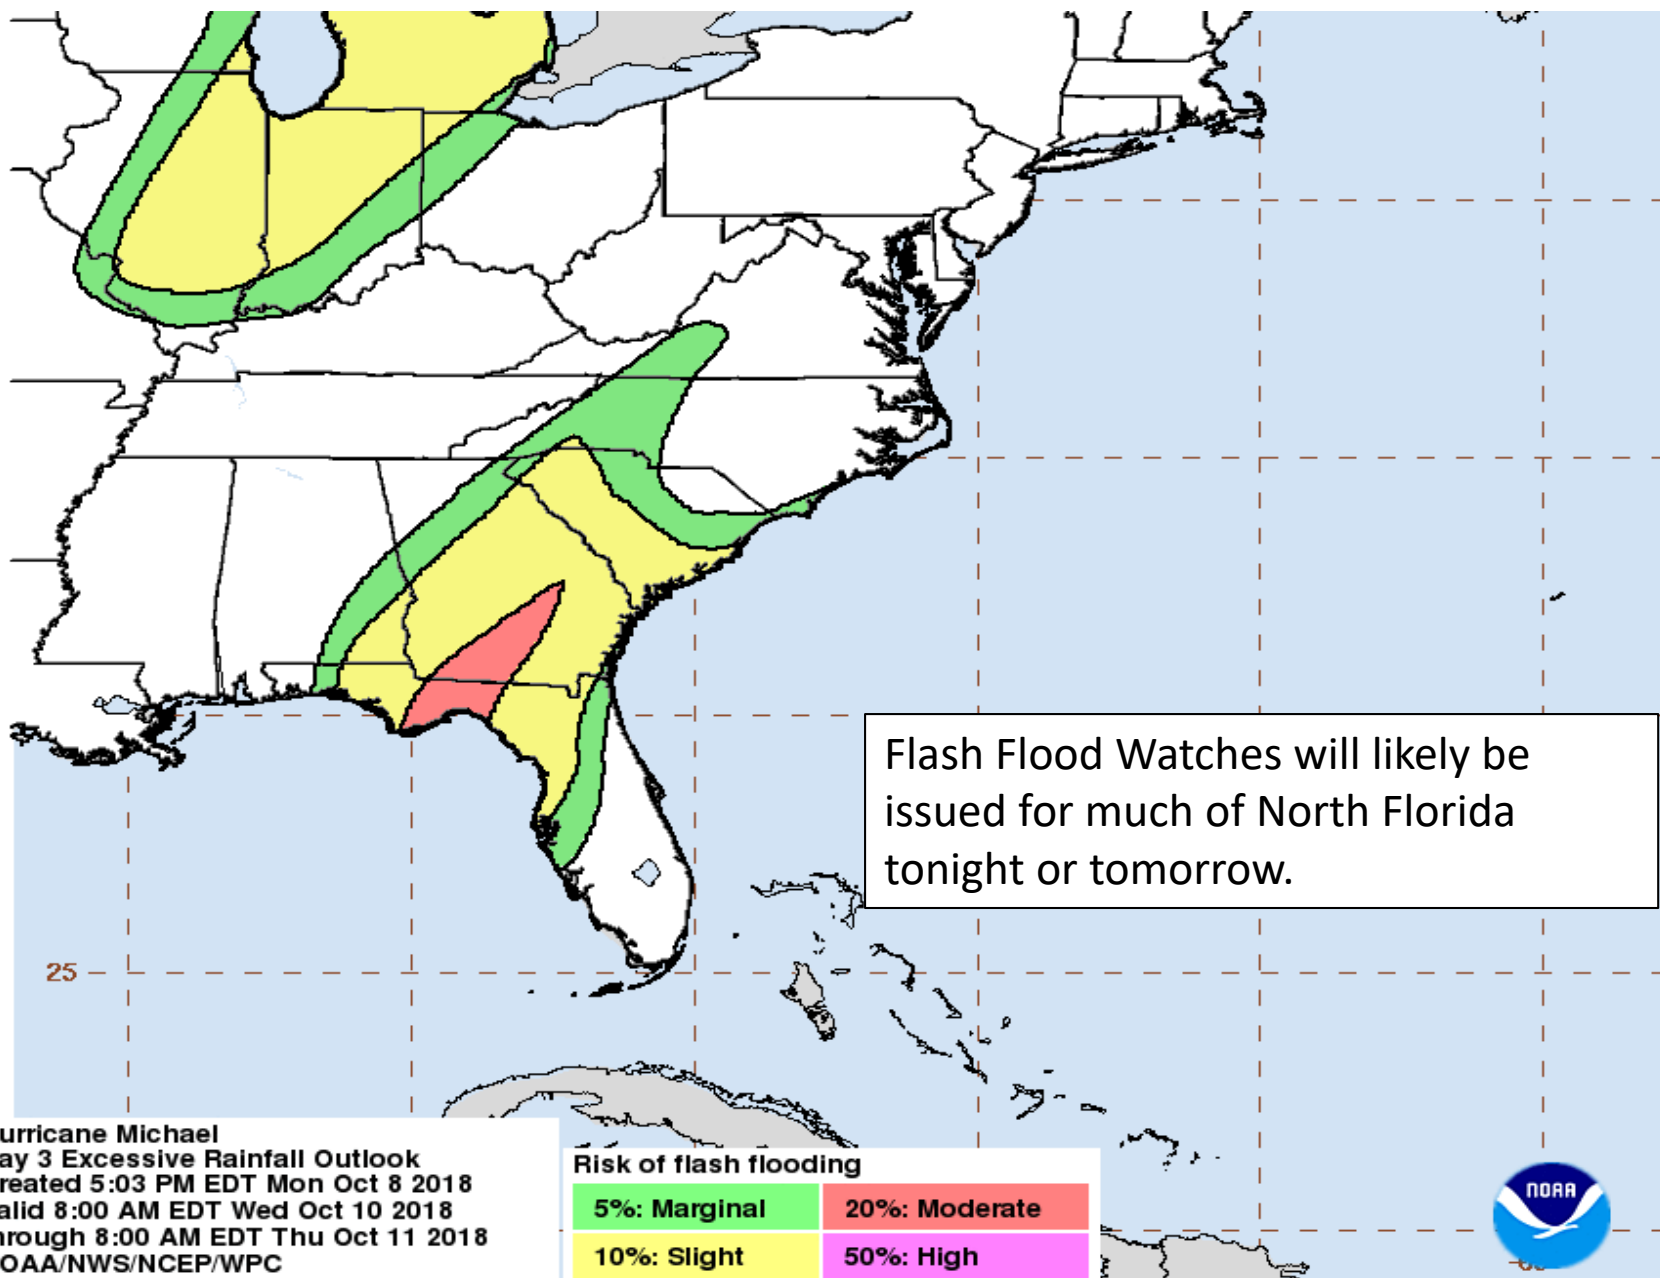 Flash Flood Watches will likely be
issued for much of North Florida
tonight or tomorrow.
25
urricane Michael
ay 3 Excessive Rainfall Outlook
reated 5:03 PM EDT Mon Oct 8 2018
alid 8:00 AM EDT Wed Oct 10 2018
hrough 8:00 AM EDT Thu Oct 11 2018
OAA/NWS/NCEP/WPC
Risk of flash flooding
5%: Marginal
20%: Moderate
10%: Slight
50%: High
NOAA